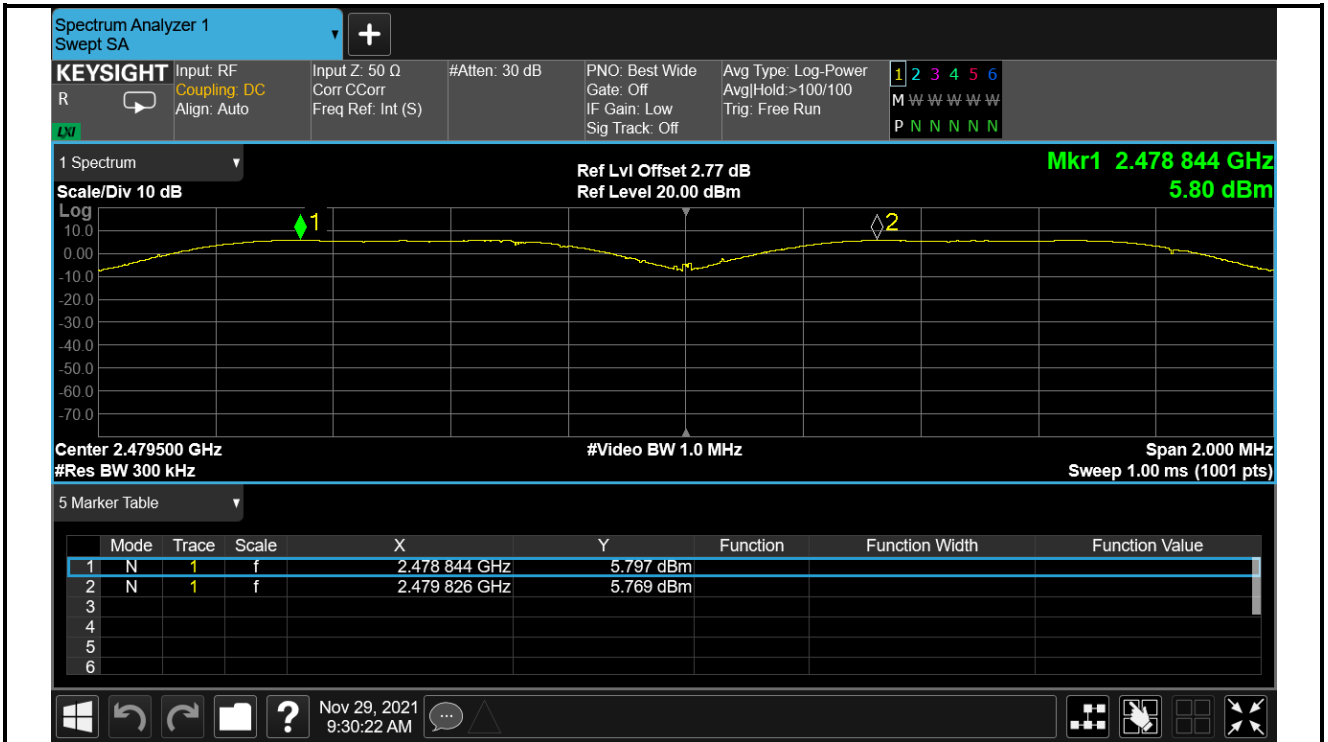 Spectrum Analyzer 1
Swept SA
+
KEYSIGHT Input: RF Input Z: 50 Ω #Atten: 30 dB PNO: Best Wide Avg Type: Log-Power 1 2 3 4 5 6
R Coupling: DC Corr CCorr Gate: Off Avg|Hold:>100/100 M W W W W W
Align: Auto Freq Ref: Int (S) IF Gain: Low Trig: Free Run
LXI Sig Track: Off P N N N N N
1 Spectrum Ref Lvl Offset 2.77 dB Mkr1 2.478 844 GHz
Scale/Div 10 dB Ref Level 20.00 dBm 5.80 dBm
Log
1 2
10.0
0.00
-10.0
-20.0
-30.0
-40.0
-50.0
-60.0
-70.0
Center 2.479500 GHz #Video BW 1.0 MHz Span 2.000 MHz
#Res BW 300 kHz Sweep 1.00 ms (1001 pts)
5 Marker Table
Mode Trace Scale X Y Function Function Width Function Value
1 N 1 f 2.478 844 GHz 5.797 dBm
2 N 1 f 2.479 826 GHz 5.769 dBm
3
4
5
6
? Nov 29, 2021
9:30:22 AM